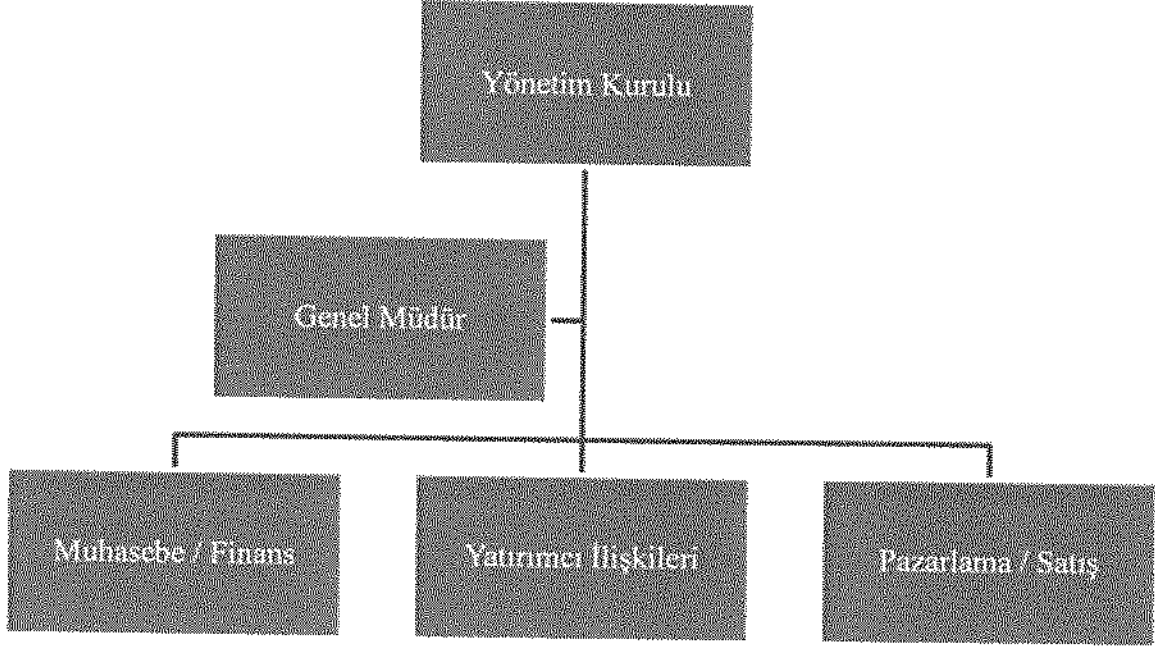 Yönetim Kurulu
Genel Müdür
Muhasebe / Finans
Yatırımcı İlişkileri
Pazarlama / Satış